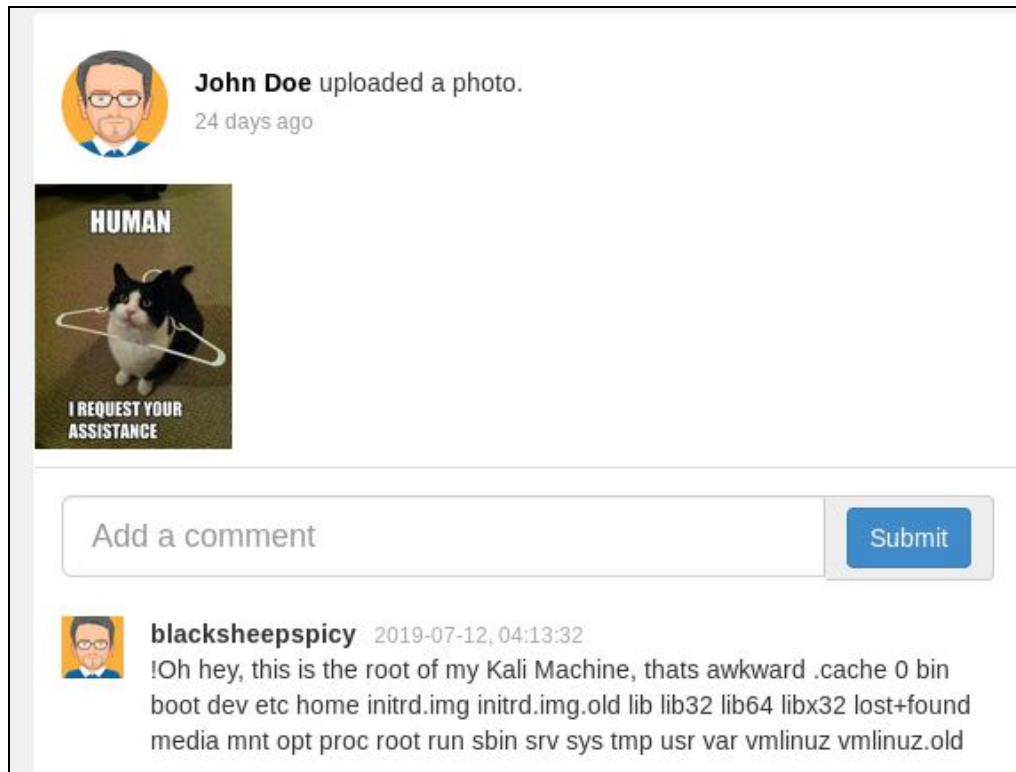 John Doe uploaded a photo.
24 days ago
HUMAN
I REQUEST YOUR
ASSISTANCE
Add a comment
Submit
blacksheepspicy 2019-07-12, 04:13:32
!Oh hey, this is the root of my Kali Machine, thats awkward .cache 0 bin
boot dev etc home initrd.img initrd.img.old lib lib32 lib64 libx32 lost+found
media mnt opt proc root run sbin srv sys tmp usr var vmlinuz vmlinuz.old